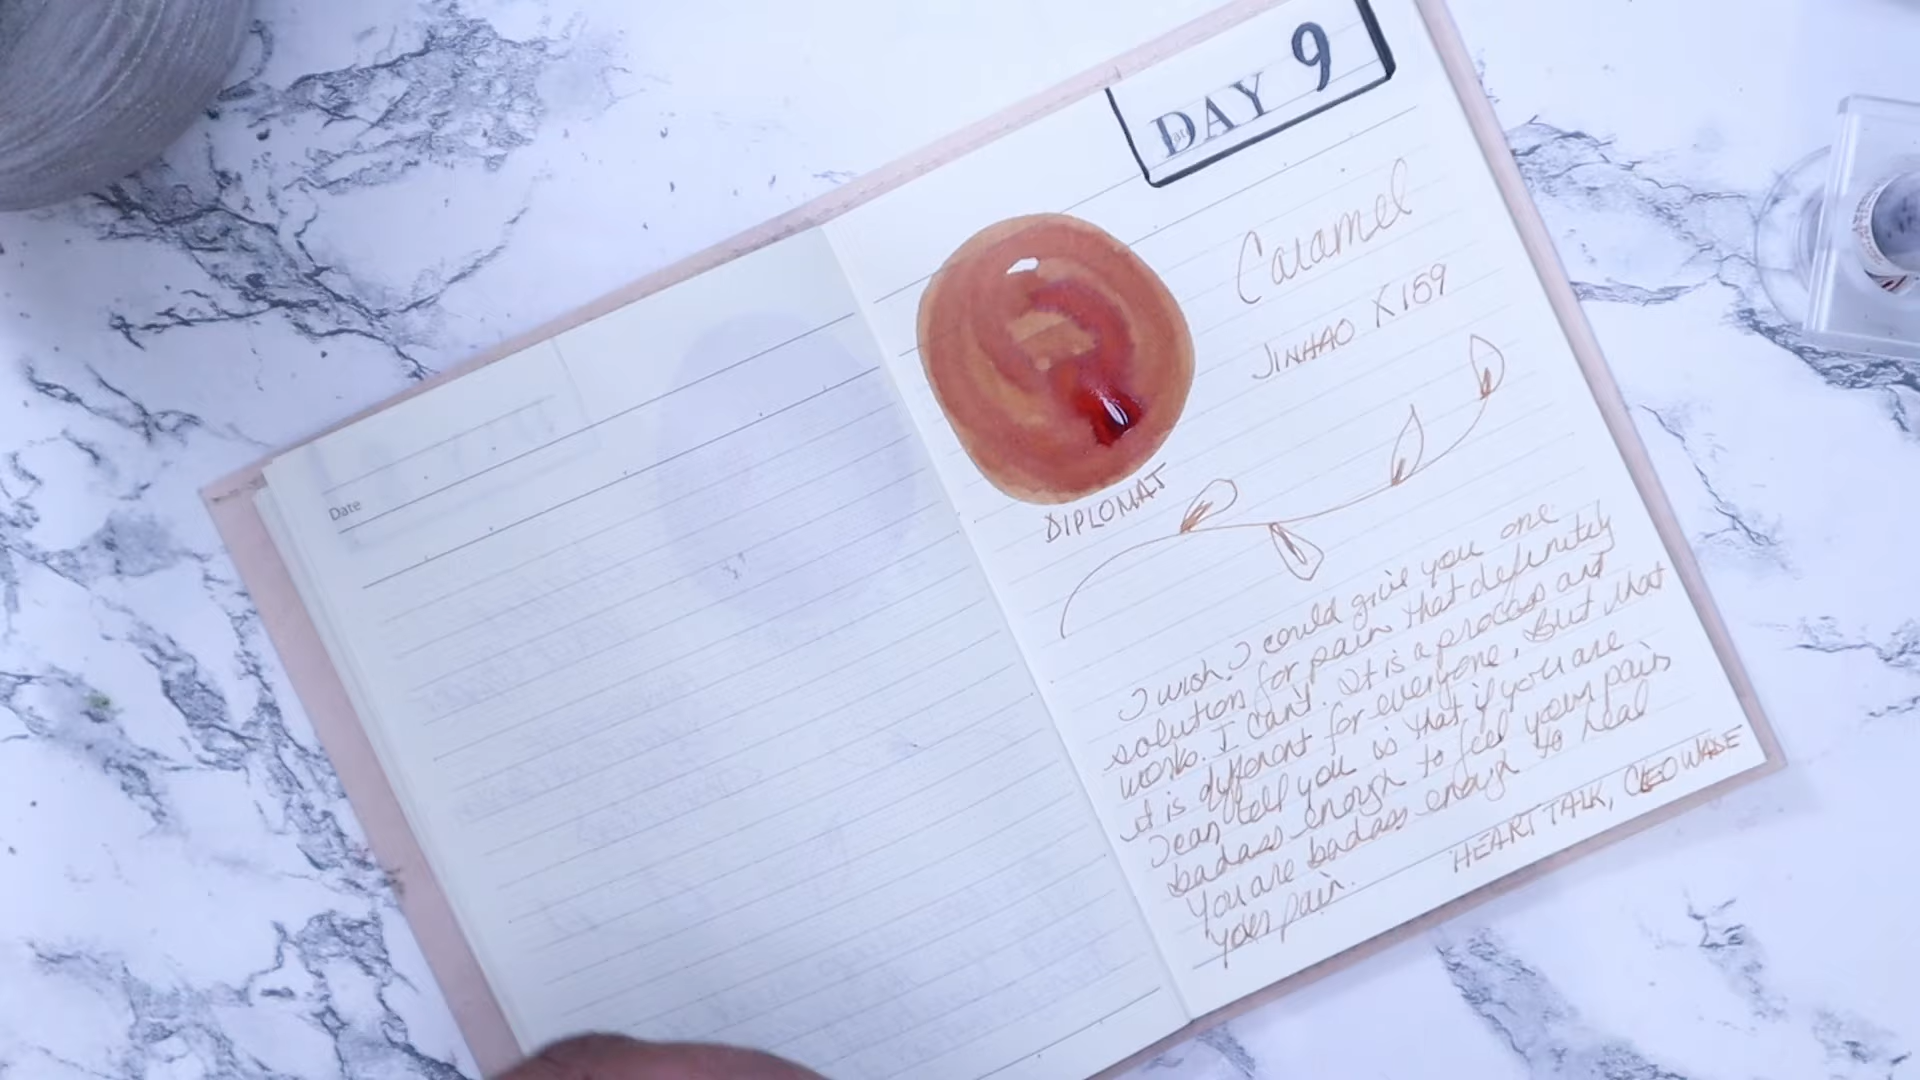 Date
DAY 9
Caramel
JINHAO X159
DIPLOMAT
I wish I could give you one
solution for pain that definitely
works. I can't. It is a process and
it is different for everyone. But what
I can tell you is that if you are
badass enough to feel your pain
you are badass enough to heal
your pain.
HEART TALK, CLEO WADE